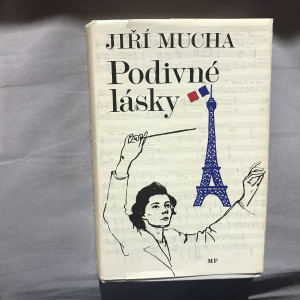 JIŘÍ MUCHA
Podivné
lásky
MF